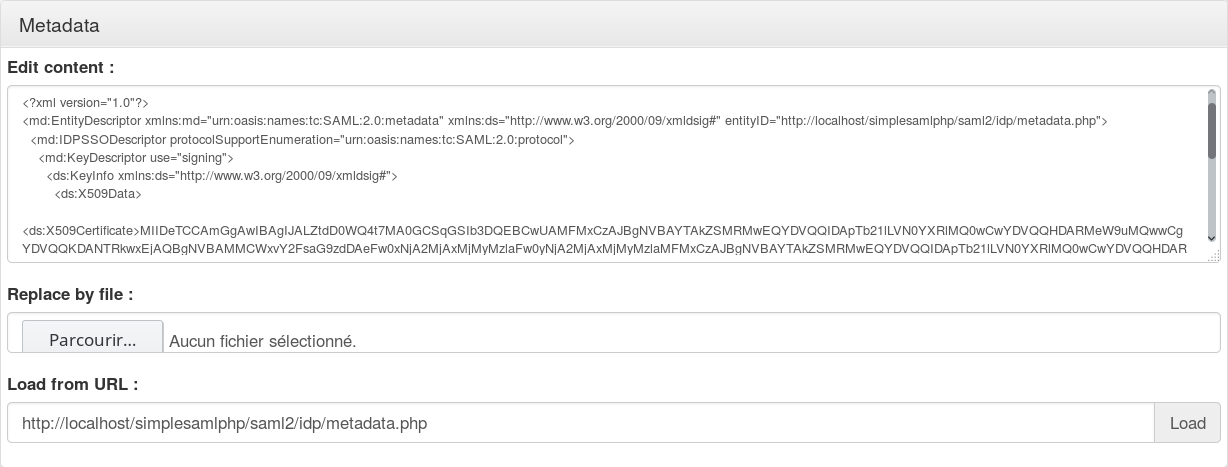 Metadata
Edit content :
<?xml version="1.0"?>
<md:EntityDescriptor xmlns:md="urn:oasis:names:tc:SAML:2.0:metadata" xmlns:ds="http://www.w3.org/2000/09/xmldsig#" entityID="http://localhost/simplesamlphp/saml2/idp/metadata.php">
<md:IDPSSODescriptor protocolSupportEnumeration="urn:oasis:names:tc:SAML:2.0:protocol">
<md:KeyDescriptor use="signing">
<ds:KeyInfo xmlns:ds="http://www.w3.org/2000/09/xmldsig#">
<ds:X509Data>
<ds:X509Certificate>MIIDeTCCAmGgAwIBAgIJALZtdD0WQ4t7MA0GCSqGSIb3DQEBCwUAMFMxCzAJBgNVBAYTAkZSMRMwEQYDVQQIDApTb21lLVN0YXRlMQ0wCwYDVQQHDARMeW9uMQwwCg
YDVQQKDANTRkwxEjAQBgNVBAMMCWxvY2FsaG9zdDAeFw0xNjA2MjAxMjMyMzlaFw0yNjA2MjAxMjMyMzlaMFMxCzAJBgNVBAYTAkZSMRMwEQYDVQQIDApTb21lLVN0YXRlMQ0wCwYDVQQHDAR
Replace by file :
Parcourir... Aucun fichier sélectionné.
Load from URL :
http://localhost/simplesamlphp/saml2/idp/metadata.php Load